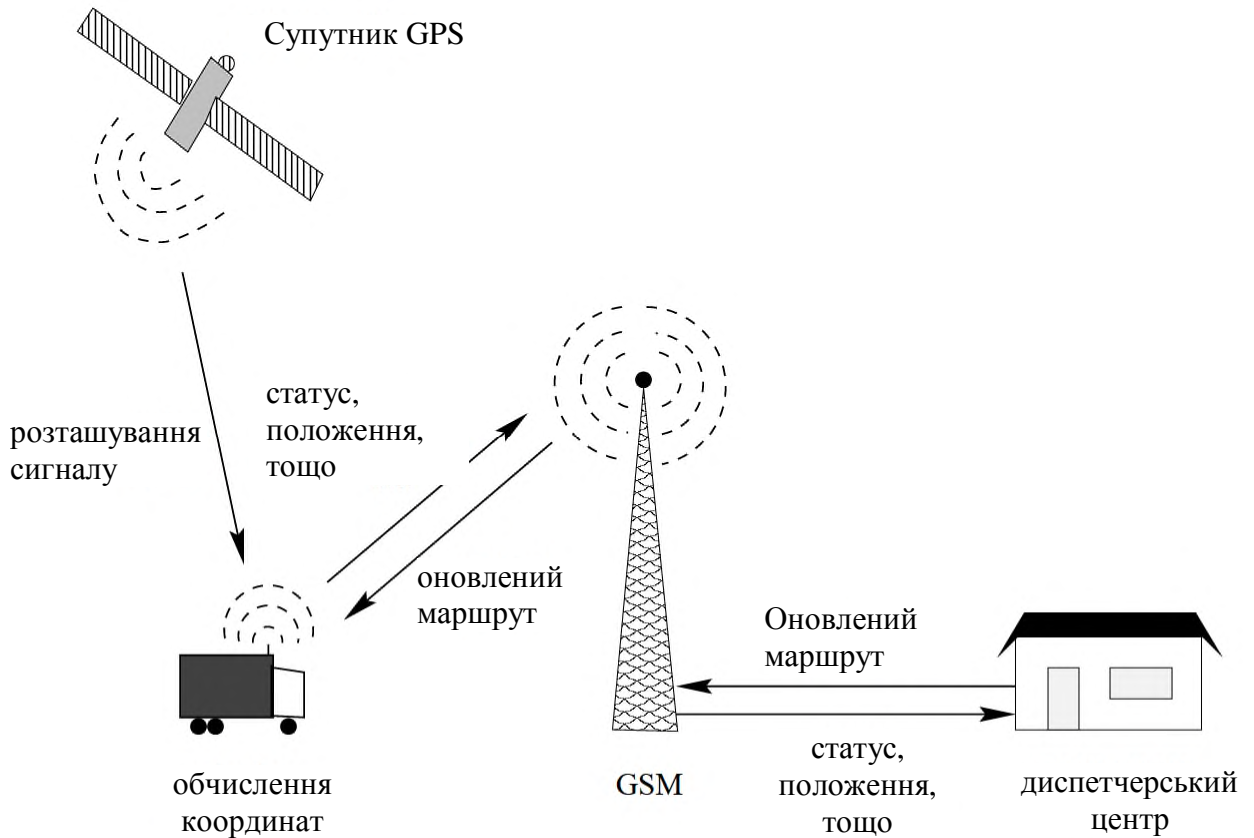 Супутник GPS
розташування
сигналу
статус,
положення,
тощо
оновлений
маршрут
Оновлений
маршрут
статус,
положення,
тощо
обчислення
координат
GSM
диспетчерський
центр